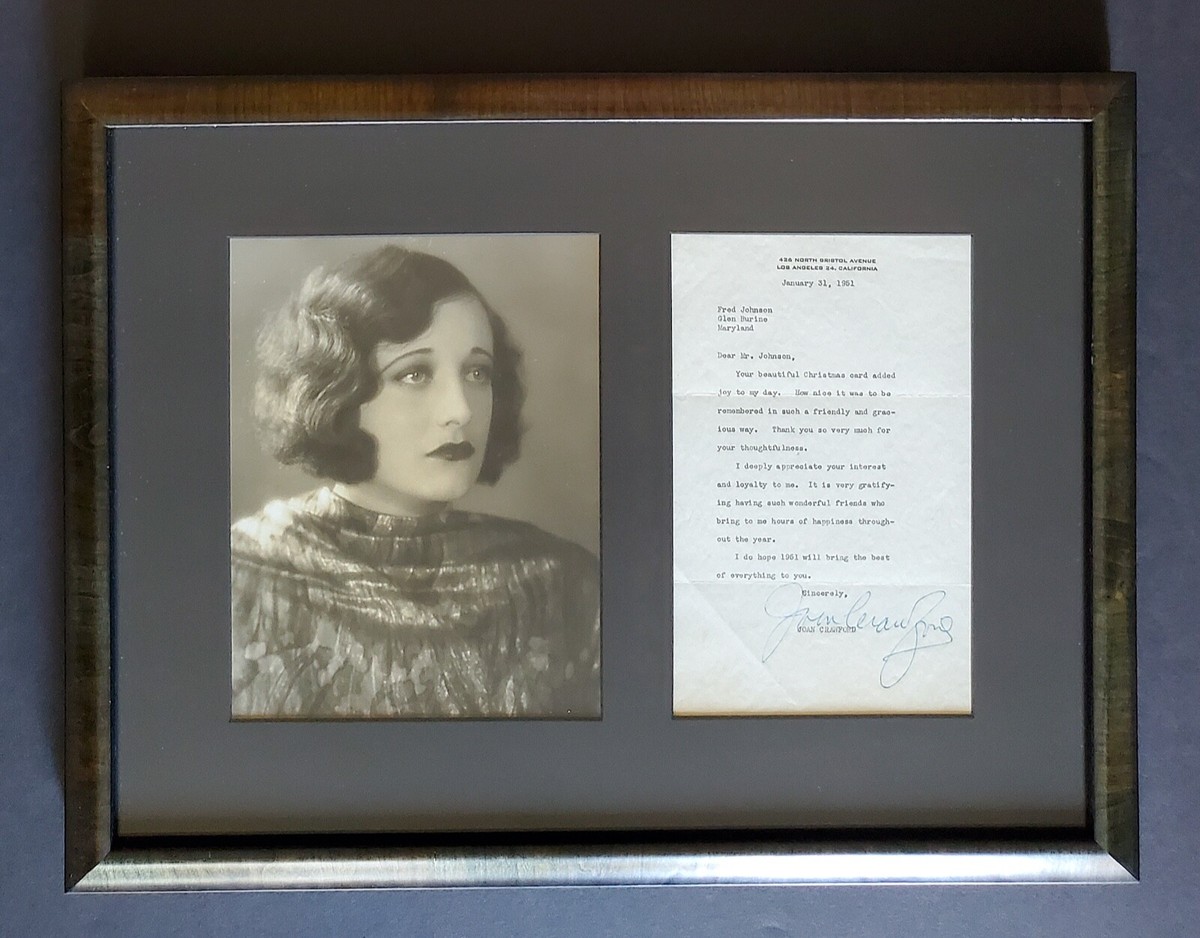 426 NORTH BRISTOL AVENUE
LOS ANGELES 24, CALIFORNIA
January 31, 1951
Fred Johnson
Glen Burine
Maryland
Dear Mr. Johnson,
Your beautiful Christmas card added
joy to my day. How nice it was to be
remembered in such a friendly and grac-
ious way. Thank you so very much for
your thoughtfulness.
I deeply appreciate your interest
and loyalty to me. It is very gratify-
ing having such wonderful friends who
bring to me hours of happiness through-
out the year.
I do hope 1951 will bring the best
of everything to you.
Sincerely,
Joan Crawford
JOAN CRAWFORD